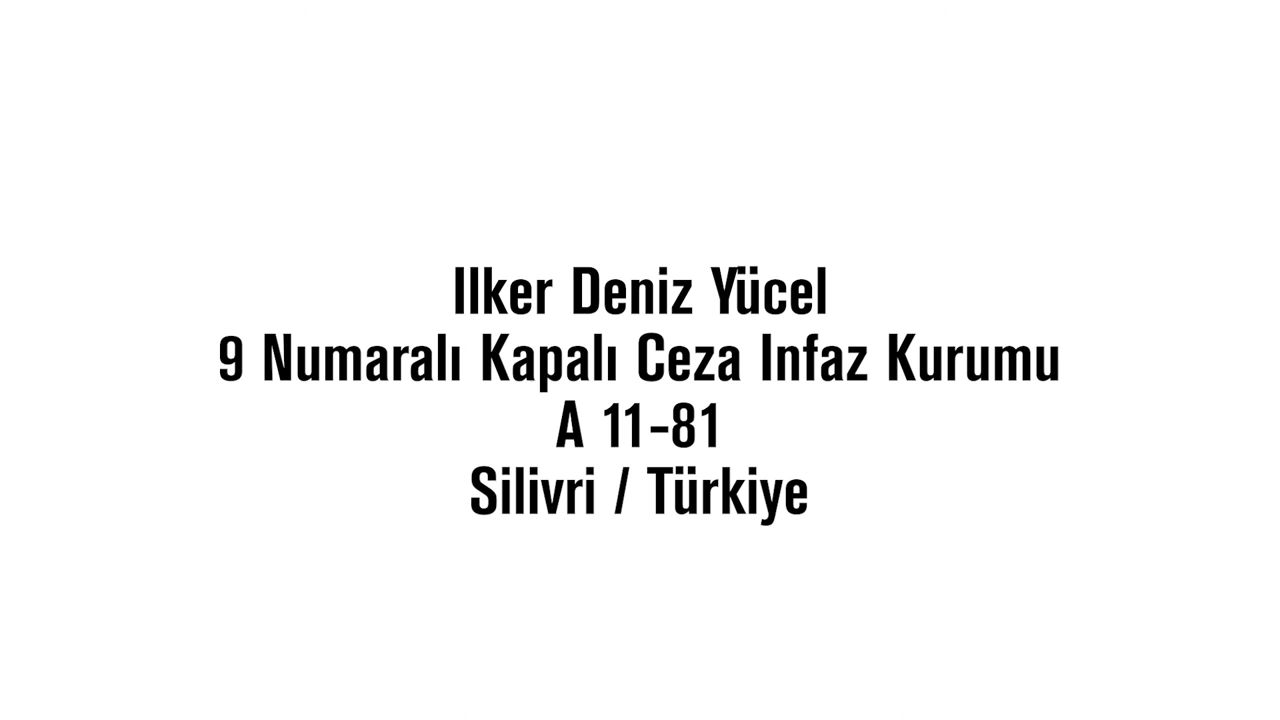 Ilker Deniz Yücel
9 Numaralı Kapalı Ceza Infaz Kurumu
A 11-81
Silivri / Türkiye